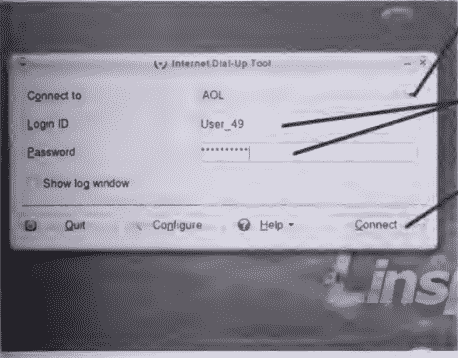 Internet Dial-Up Tool
Connect to AOL
Login ID User_49
Password **********
Show log window
Quit Configure Help Connect
Linsp